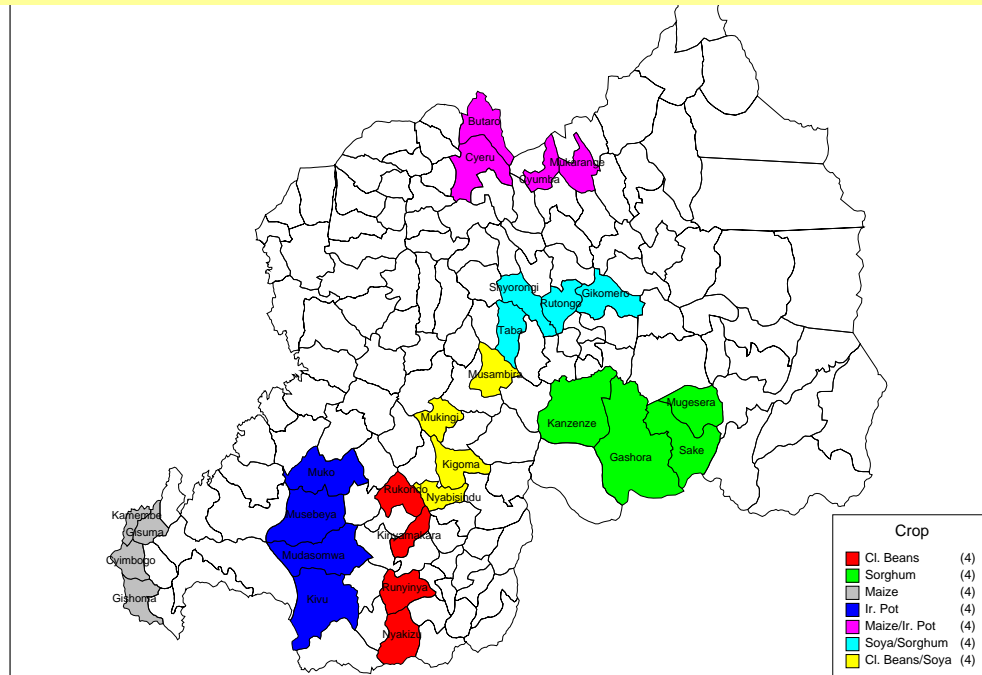 Butaro
Cyeru
Mukarange
Shyorongi
Gikomero
Rutongo
Taba
Musambira
Mugesera
Mukingi
Kanzenze
Sake
Gashora
Kigoma
Moko
Rukondo
Nyabisindu
Kamembe
Musebeya
Gisuma
Kinyamakara
Mudasomwa
Cyimbogo
Runyinya
Gishoma
Kivu
Nyakizu
Crop
Cl. Beans (4)
Sorghum (4)
Maize (4)
Ir. Pot (4)
Maize/Ir. Pot (4)
Soya/Sorghum (4)
Cl. Beans/Soya (4)